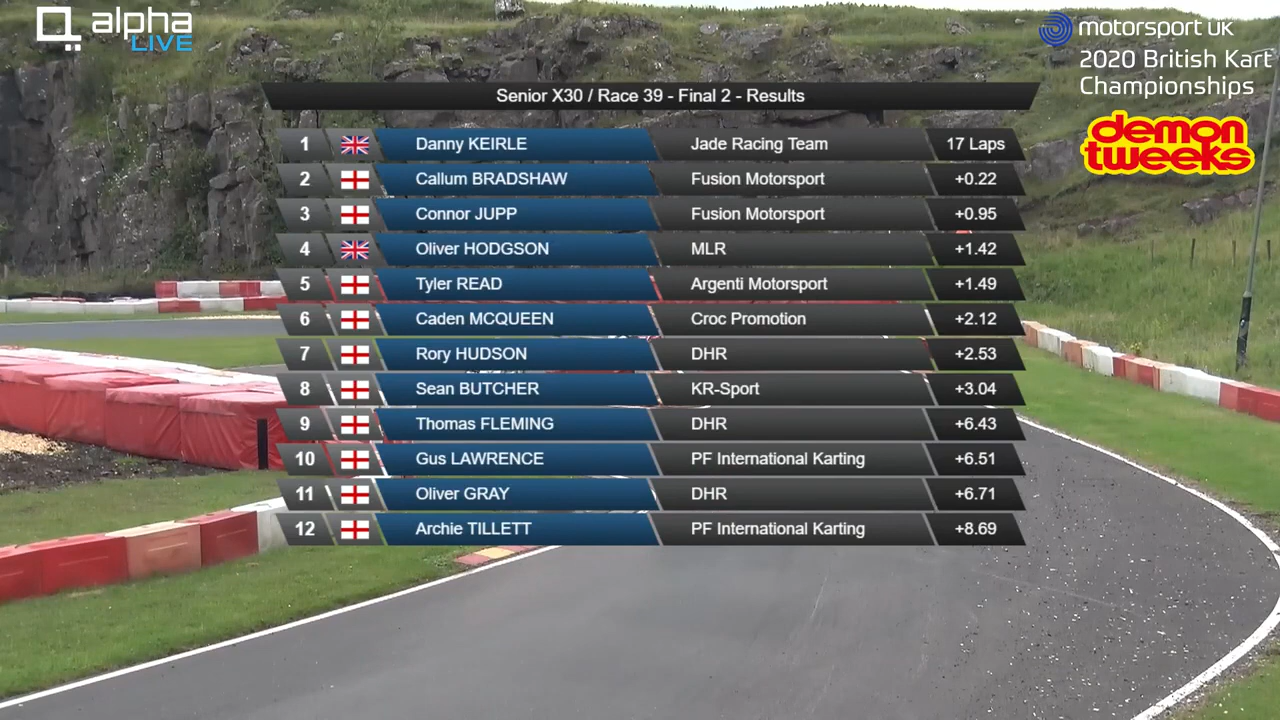 alpha
LIVE
motorsport UK
2020 British Kart
Championships
demon
tweeks
Senior X30 / Race 39 - Final 2 - Results
1 Danny KEIRLE Jade Racing Team 17 Laps
2 Callum BRADSHAW Fusion Motorsport +0.22
3 Connor JUPP Fusion Motorsport +0.95
4 Oliver HODGSON MLR +1.42
5 Tyler READ Argenti Motorsport +1.49
6 Caden MCQUEEN Croc Promotion +2.12
7 Rory HUDSON DHR +2.53
8 Sean BUTCHER KR-Sport +3.04
9 Thomas FLEMING DHR +6.43
10 Gus LAWRENCE PF International Karting +6.51
11 Oliver GRAY DHR +6.71
12 Archie TILLETT PF International Karting +8.69